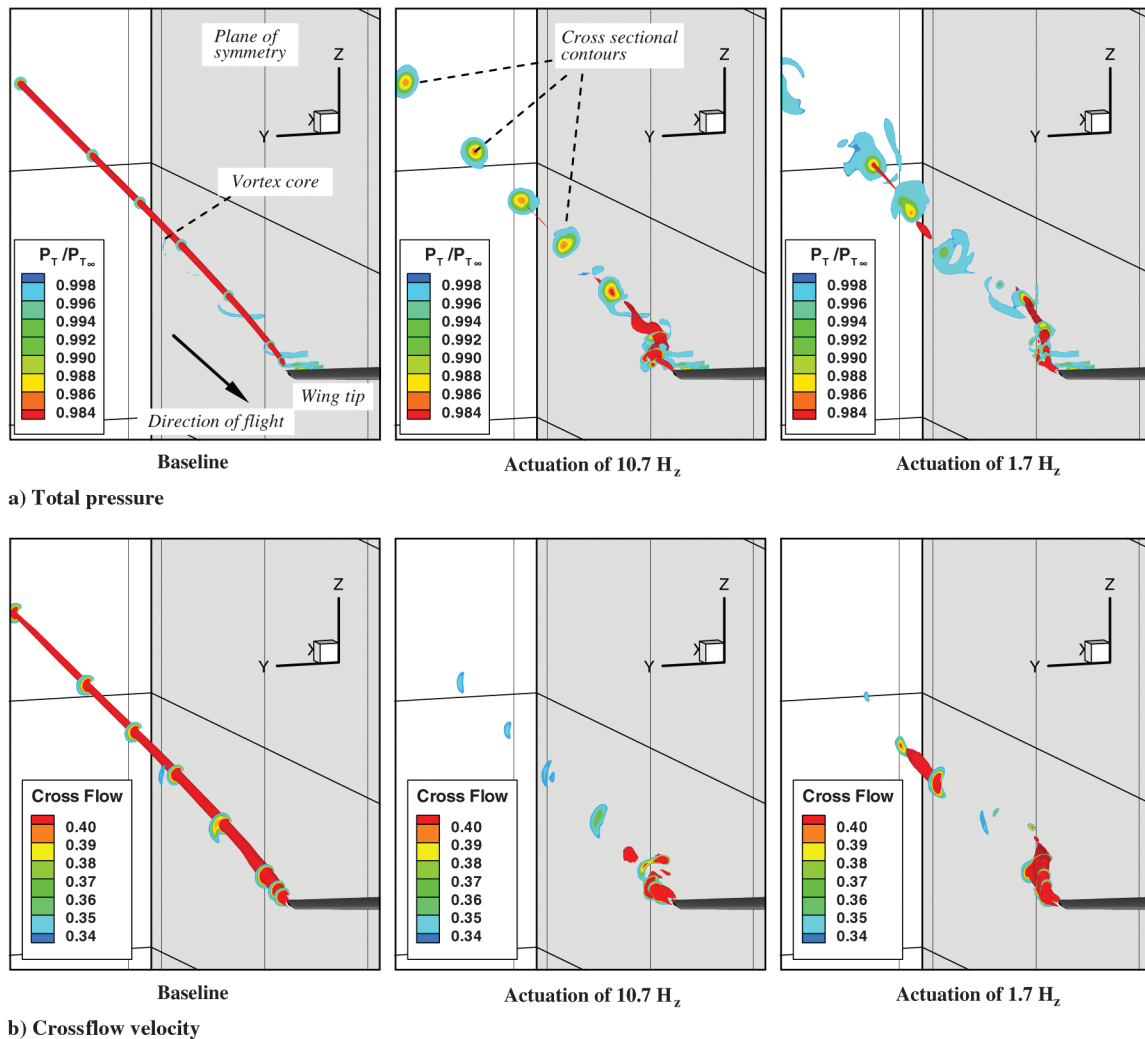 Plane of
symmetry
Z
X
Y
Vortex core
P_T/P_T∞
0.998
0.996
0.994
0.992
0.990
0.988
0.986
0.984
Wing tip
Direction of flight
Baseline
Cross sectional
contours
Z
X
Y
P_T/P_T∞
0.998
0.996
0.994
0.992
0.990
0.988
0.986
0.984
Actuation of 10.7 H_z
Z
X
Y
P_T/P_T∞
0.998
0.996
0.994
0.992
0.990
0.988
0.986
0.984
Actuation of 1.7 H_z
a) Total pressure
Z
X
Y
Cross Flow
0.40
0.39
0.38
0.37
0.36
0.35
0.34
Baseline
Z
X
Y
Cross Flow
0.40
0.39
0.38
0.37
0.36
0.35
0.34
Actuation of 10.7 H_z
Z
X
Y
Cross Flow
0.40
0.39
0.38
0.37
0.36
0.35
0.34
Actuation of 1.7 H_z
b) Crossflow velocity